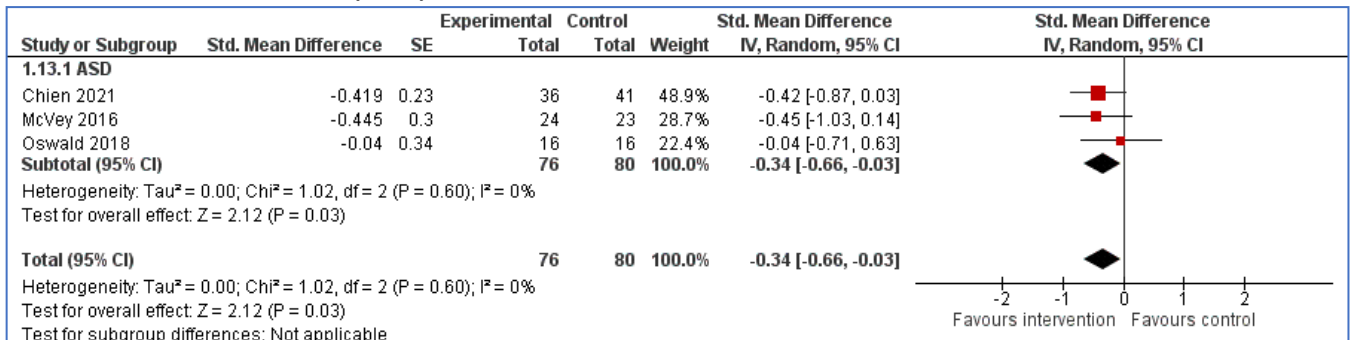 Experimental Control Std. Mean Difference Std. Mean Difference
Study or Subgroup Std. Mean Difference SE Total Total Weight IV, Random, 95% CI IV, Random, 95% CI
1.13.1 ASD
Chien 2021 -0.419 0.23 36 41 48.9% -0.42 [-0.87, 0.03]
McVey 2016 -0.445 0.3 24 23 28.7% -0.45 [-1.03, 0.14]
Oswald 2018 -0.04 0.34 16 16 22.4% -0.04 [-0.71, 0.63]
Subtotal (95% CI) 76 80 100.0% -0.34 [-0.66, -0.03]
Heterogeneity: Tau² = 0.00; Chi² = 1.02, df = 2 (P = 0.60); I² = 0%
Test for overall effect: Z = 2.12 (P = 0.03)
Total (95% CI) 76 80 100.0% -0.34 [-0.66, -0.03]
Heterogeneity: Tau² = 0.00; Chi² = 1.02, df = 2 (P = 0.60); I² = 0%
Test for overall effect: Z = 2.12 (P = 0.03)
Test for subgroup differences: Not applicable
-2 -1 0 1 2
Favours intervention Favours control